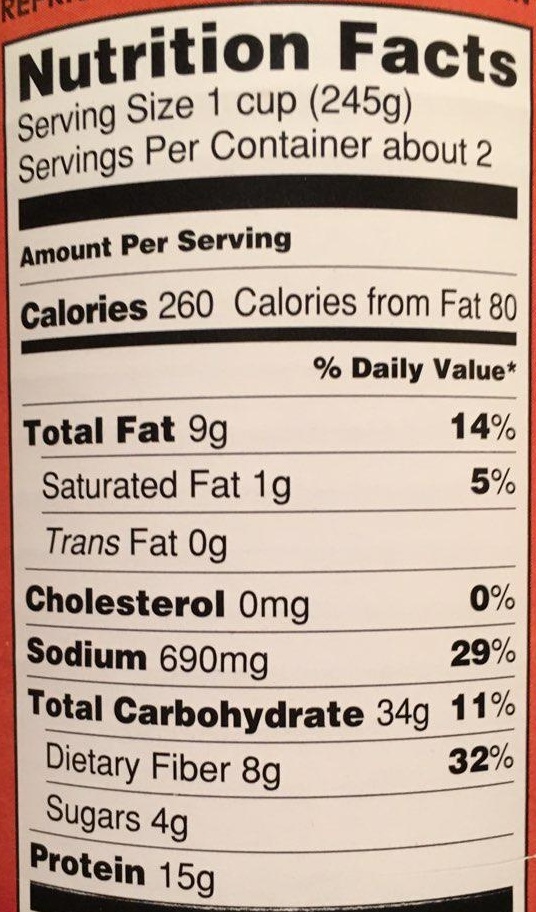 Nutrition Facts
Serving Size 1 cup (245g)
Servings Per Container about 2
Amount Per Serving
Calories 260 Calories from Fat 80
% Daily Value*
Total Fat 9g 14%
Saturated Fat 1g 5%
Trans Fat 0g
Cholesterol 0mg 0%
Sodium 690mg 29%
Total Carbohydrate 34g 11%
Dietary Fiber 8g 32%
Sugars 4g
Protein 15g